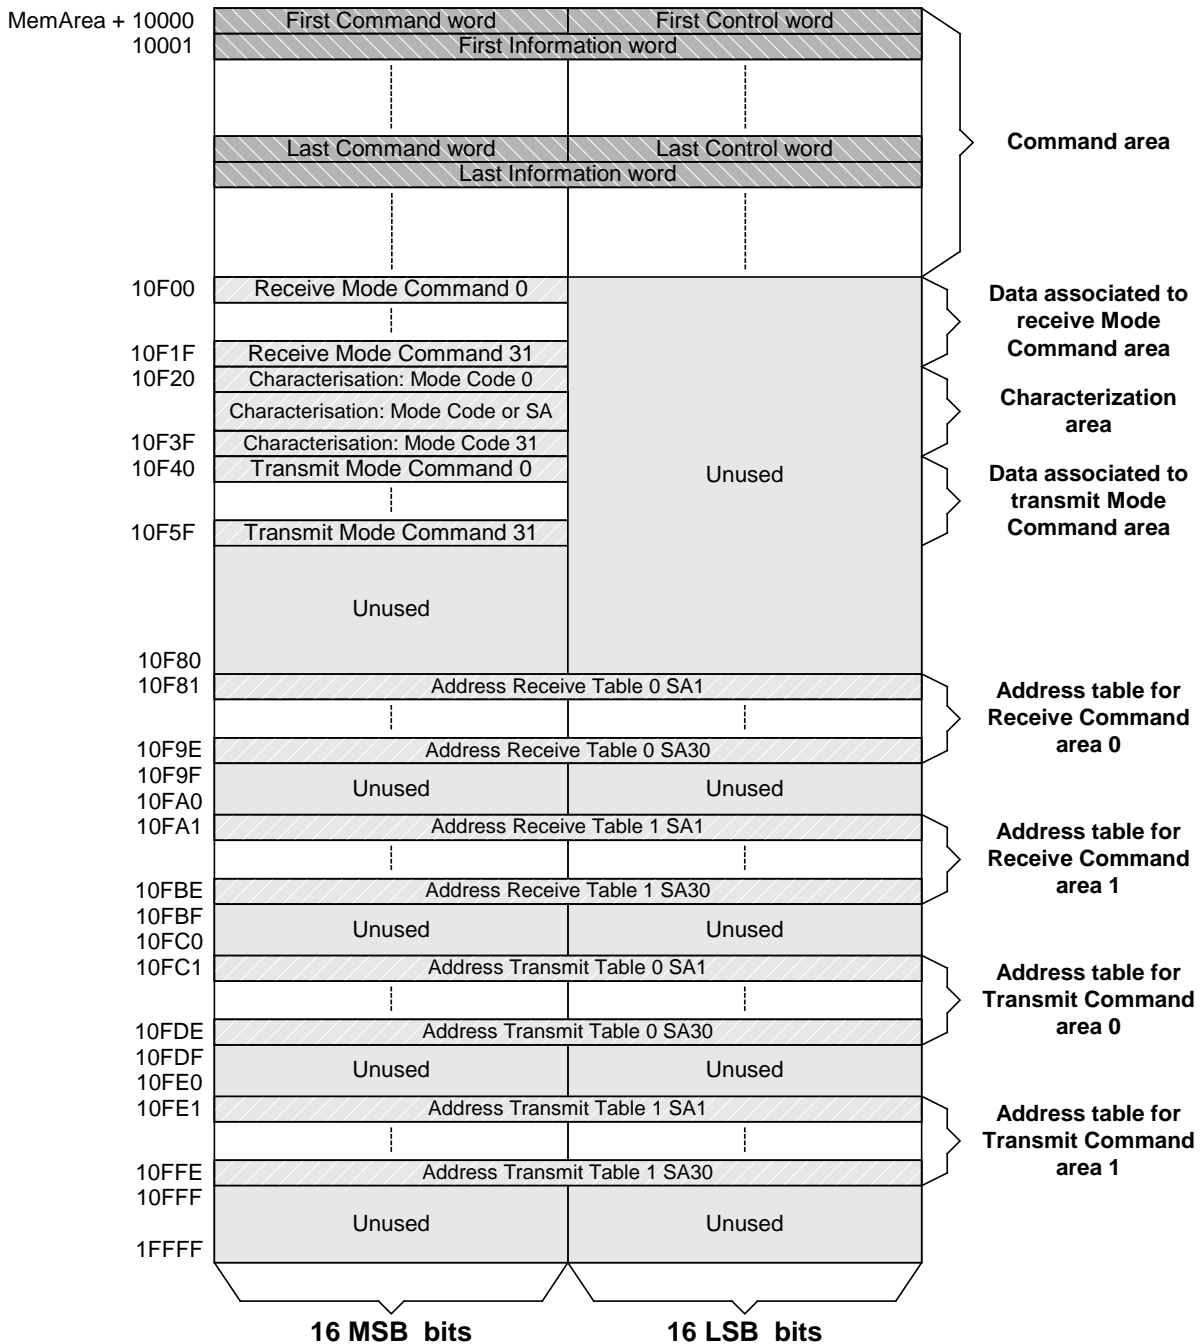 MemArea + 10000 First Command word First Control word
10001 First Information word
Command area
Last Command word Last Control word
Last Information word
10F00 Receive Mode Command 0
Data associated to
receive Mode
Command area
10F1F Receive Mode Command 31
10F20 Characterisation: Mode Code 0
Characterisation: Mode Code or SA
Characterization
area
10F3F Characterisation: Mode Code 31
10F40 Transmit Mode Command 0
Unused
Data associated to
transmit Mode
Command area
10F5F Transmit Mode Command 31
Unused
10F80
10F81 Address Receive Table 0 SA1
Address table for
Receive Command
area 0
10F9E Address Receive Table 0 SA30
10F9F
Unused Unused
10FA0
10FA1 Address Receive Table 1 SA1
Address table for
Receive Command
area 1
10FBE Address Receive Table 1 SA30
10FBF
Unused Unused
10FC0
10FC1 Address Transmit Table 0 SA1
Address table for
Transmit Command
area 0
10FDE Address Transmit Table 0 SA30
10FDF
Unused Unused
10FE0
10FE1 Address Transmit Table 1 SA1
Address table for
Transmit Command
area 1
10FFE Address Transmit Table 1 SA30
10FFF
Unused Unused
1FFFF
16 MSB bits 16 LSB bits